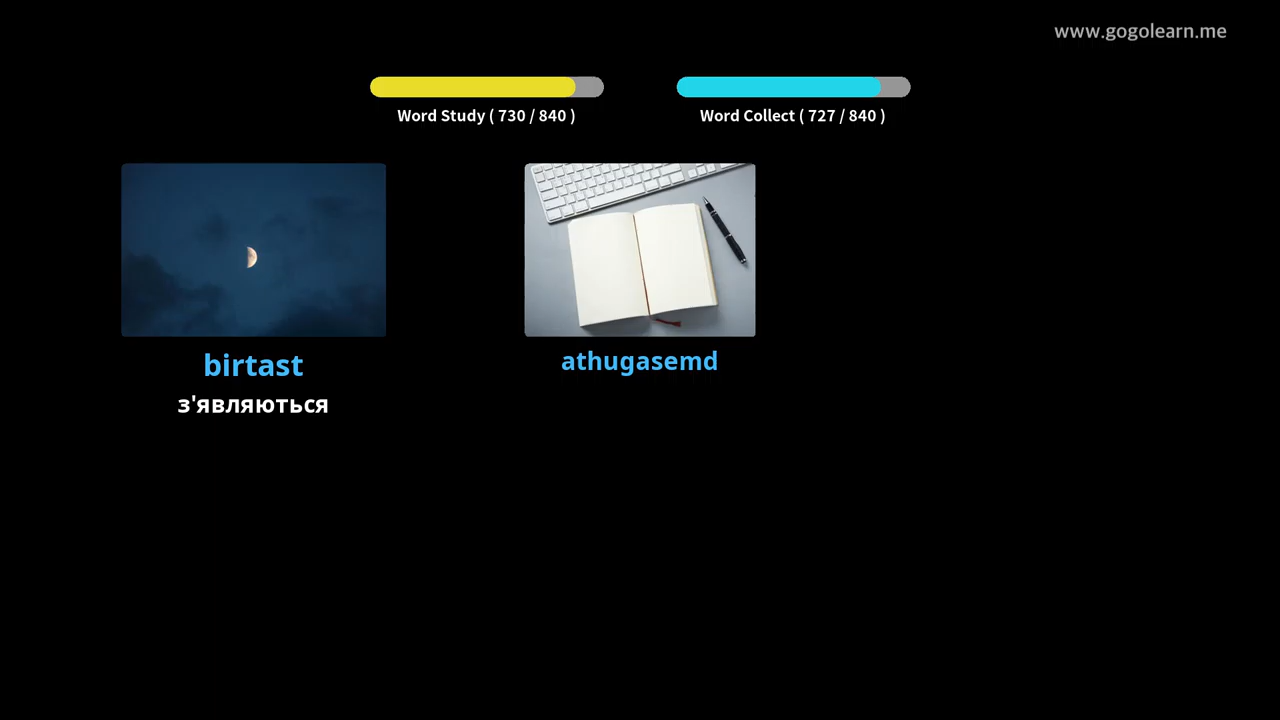 www.gogolearn.me
Word Study ( 730 / 840 )
Word Collect ( 727 / 840 )
birtast
з'являються
athugasemd